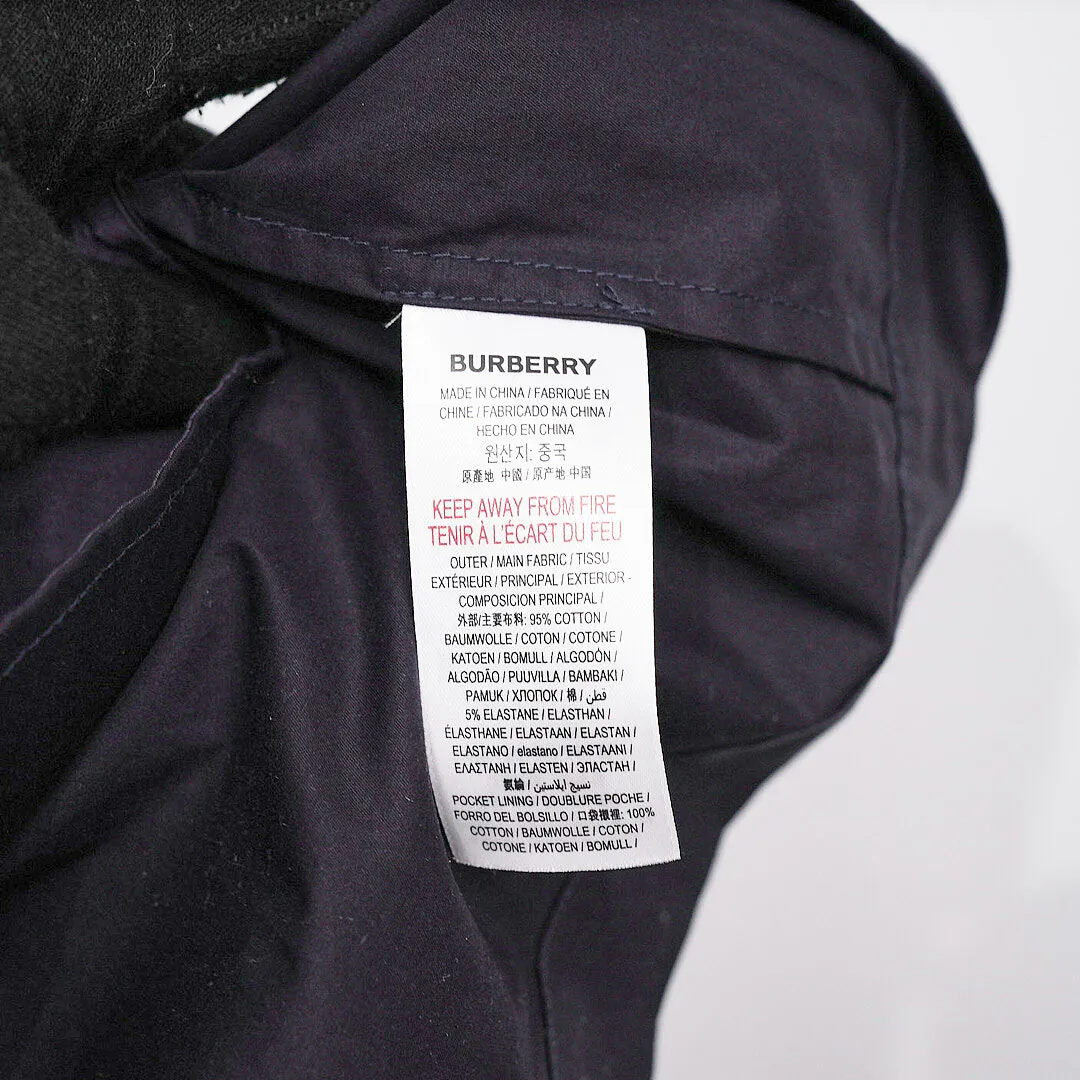 BURBERRY
MADE IN CHINA / FABRIQUÉ EN
CHINE / FABRICADO NA CHINA /
HECHO EN CHINA
원산지: 중국
原產地 中國 / 原产地 中国
KEEP AWAY FROM FIRE
TENIR À L'ÉCART DU FEU
OUTER / MAIN FABRIC / TISSU
EXTÉRIEUR / PRINCIPAL / EXTERIOR -
COMPOSICION PRINCIPAL /
外部/主要布料: 95% COTTON /
BAUMWOLLE / COTON / COTONE /
KATOEN / BOMULL / ALGODÓN /
ALGODÃO / PUUVILLA / BAMBAKI /
PAMUK / ХЛОПОК / 棉 / قطن
5% ELASTANE / ELASTHAN /
ÉLASTHANE / ELASTAAN / ELASTAN /
ELASTANO / elastano / ELASTAANI /
ΕΛΑΣΤΑΝΗ / ELASTEN / ЭЛАСТАН /
氨綸 / نسيج ايلاستين
POCKET LINING / DOUBLURE POCHE /
FORRO DEL BOLSILLO / 口袋襯裡: 100%
COTTON / BAUMWOLLE / COTON /
COTONE / KATOEN / BOMULL /